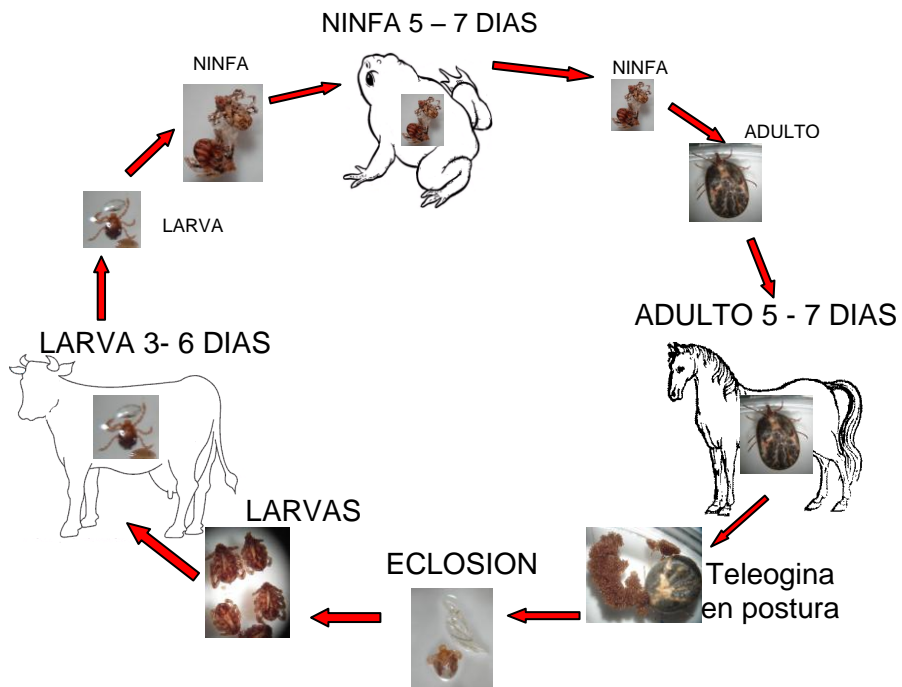 NINFA 5 – 7 DIAS
NINFA
NINFA
ADULTO
LARVA
ADULTO 5 - 7 DIAS
LARVA 3- 6 DIAS
LARVAS
ECLOSION
Teleogina
en postura